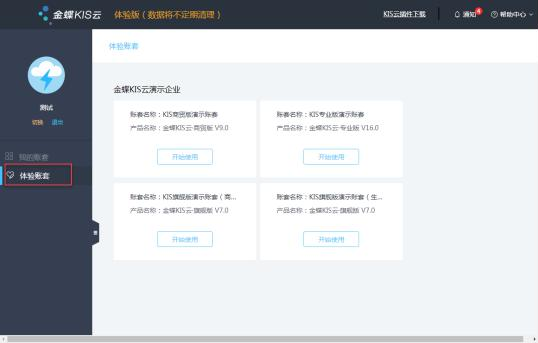 金蝶KIS云 体验版（数据将不定期清理） KIS云插件下载 通知 4 帮助中心
体验账套
测试
切换 退出
我的账套
体验账套
金蝶KIS云演示企业
账套名称：KIS商贸版演示账套
产品名称：金蝶KIS云-商贸版 V9.0
开始使用
账套名称：KIS专业版演示账套
产品名称：金蝶KIS云-专业版 V16.0
开始使用
账套名称：KIS旗舰版演示账套（商...
产品名称：金蝶KIS云-旗舰版 V7.0
开始使用
账套名称：KIS旗舰版演示账套（生...
产品名称：金蝶KIS云-旗舰版 V7.0
开始使用